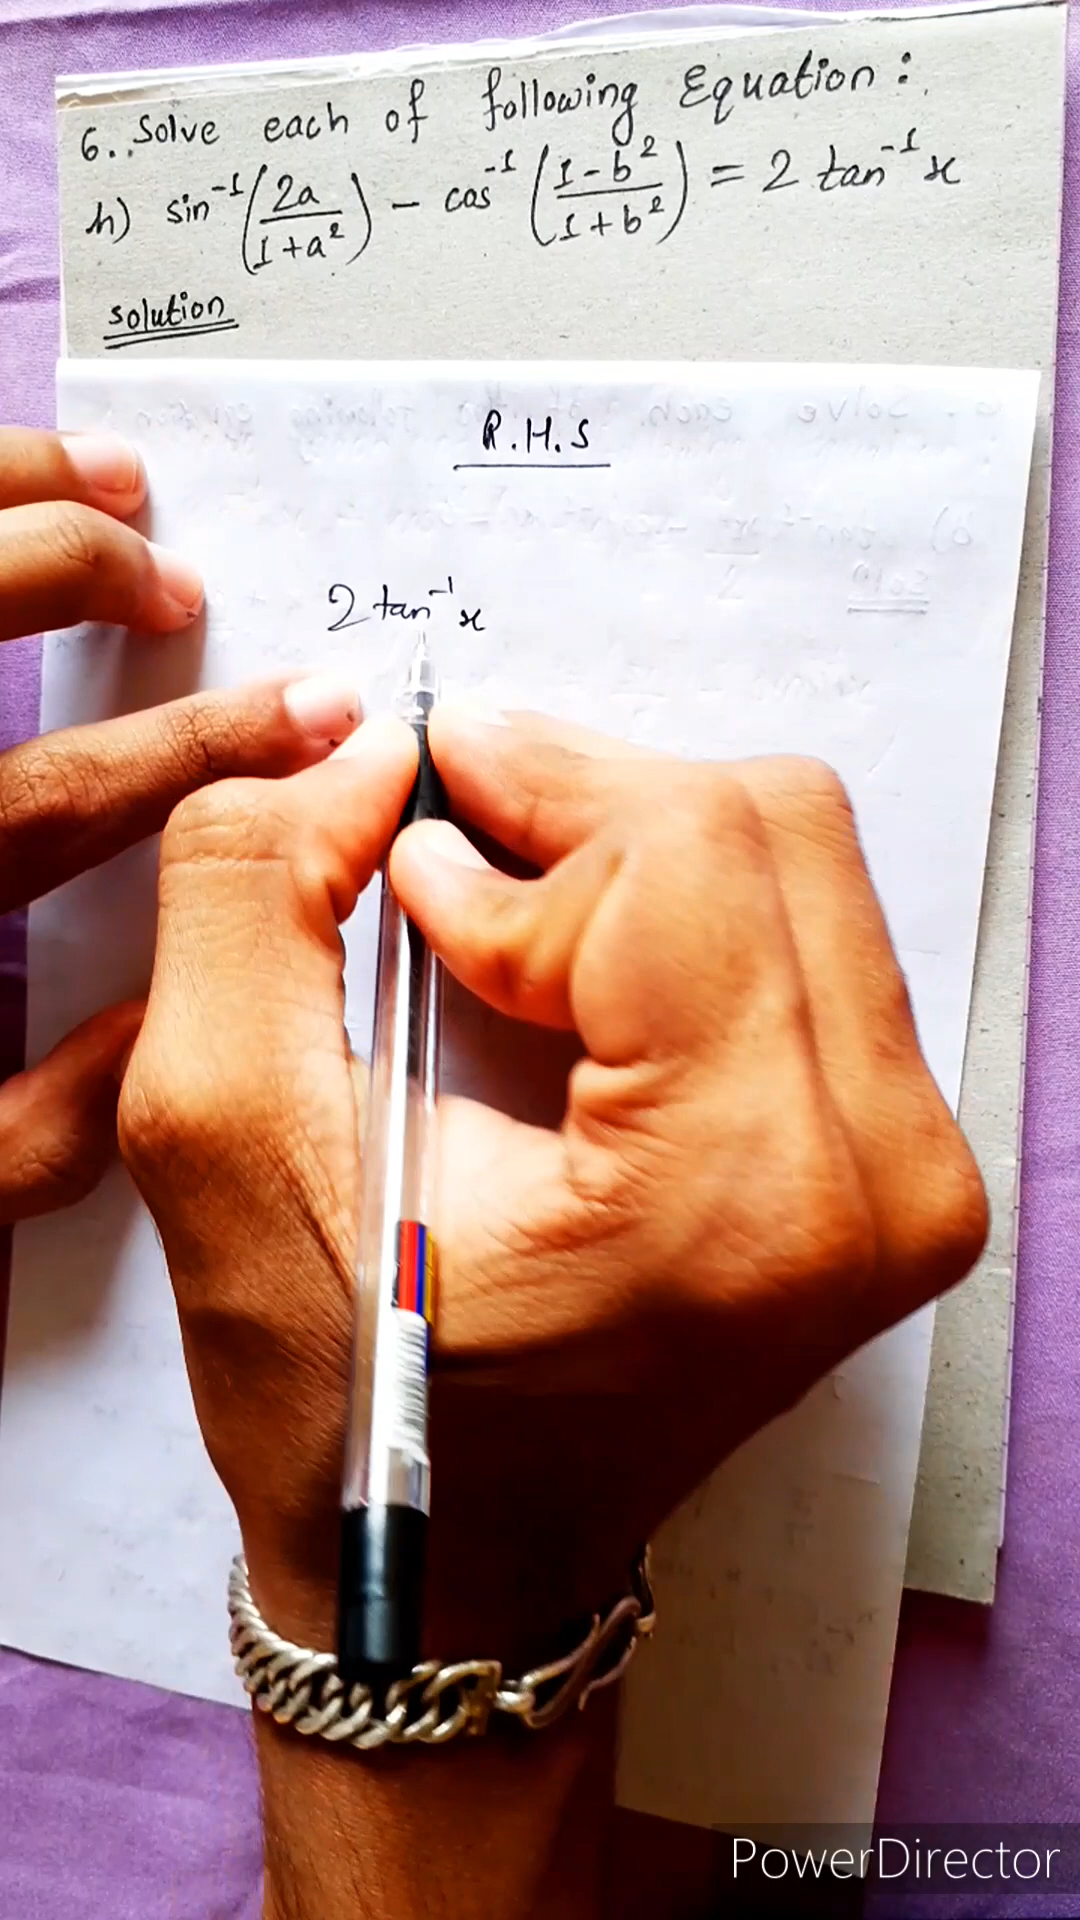 6. Solve each of following Equation:
h) sin⁻¹(2a/1+a²) - cos⁻¹(1-b²/1+b²) = 2 tan⁻¹x
solution
R.H.S
2 tan⁻¹x
PowerDirector